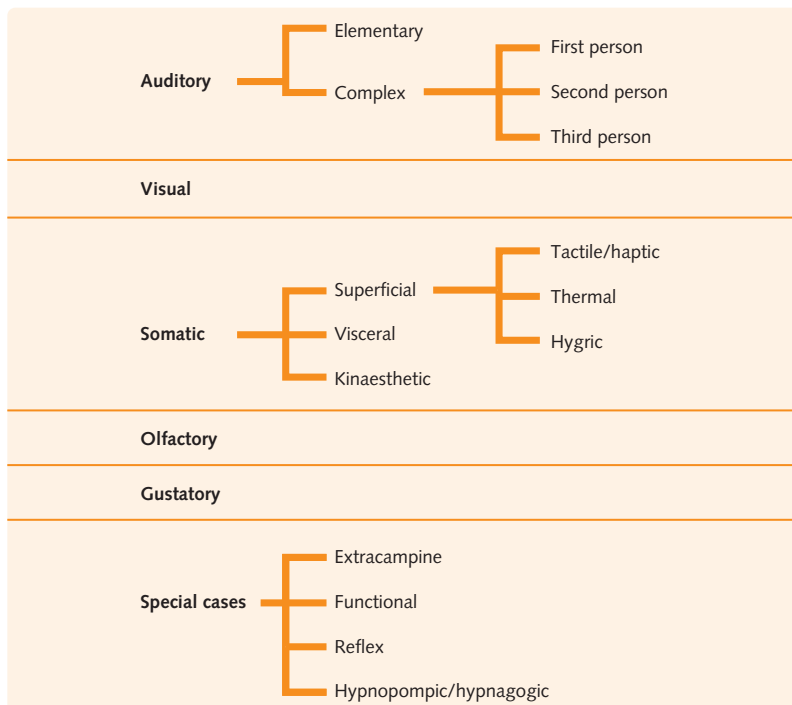 Auditory
Elementary
Complex
First person
Second person
Third person
Visual
Somatic
Superficial
Visceral
Kinaesthetic
Tactile/haptic
Thermal
Hygric
Olfactory
Gustatory
Special cases
Extracampine
Functional
Reflex
Hypnopompic/hypnagogic